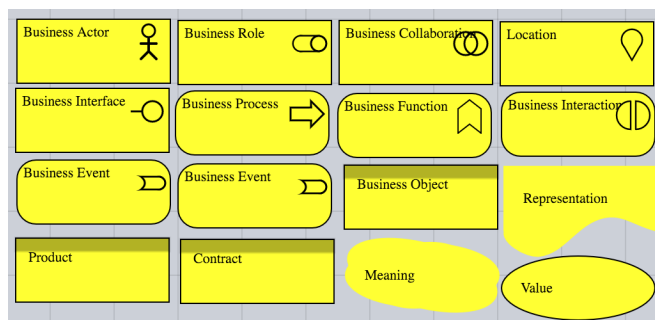 Business Actor
Business Role
Business Collaboration
Location
Business Interface
Business Process
Business Function
Business Interaction
Business Event
Business Event
Business Object
Representation
Product
Contract
Meaning
Value